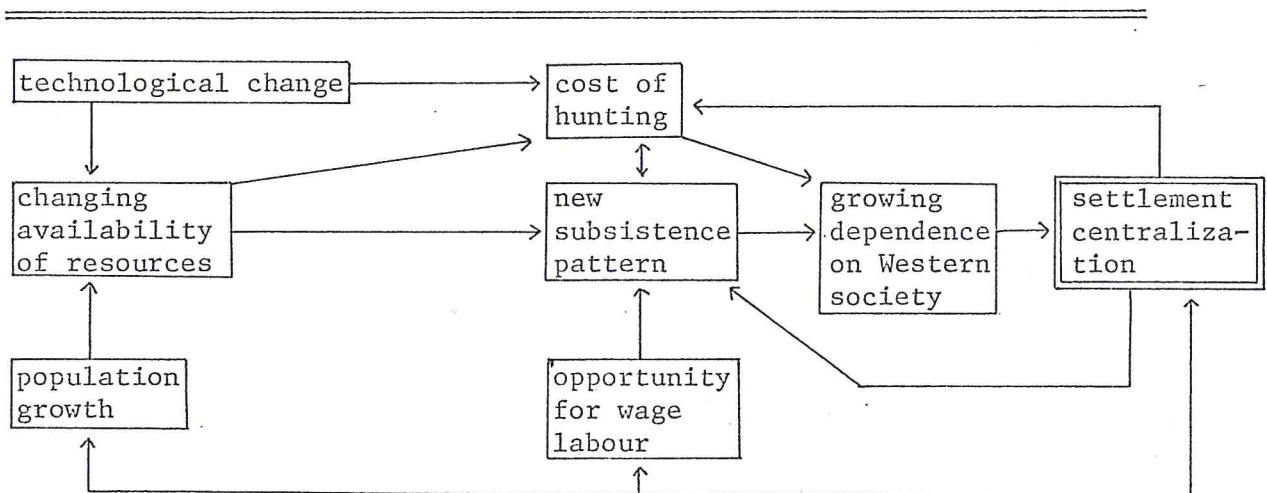 technological change
cost of
hunting
changing
availability
of resources
new
subsistence
pattern
growing
dependence
on Western
society
settlement
centraliza-
tion
population
growth
opportunity
for wage
labour